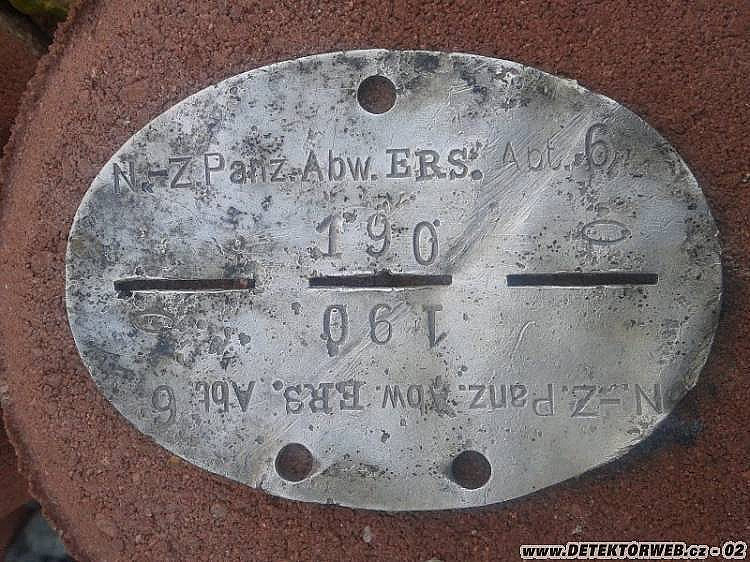 N.-Z Panz.Abw. ERS. Abt. 6
190
O
190
O
N.-Z.Panz.Abw. ERS. Abt. 6
www.DETEKTORWEB.cz - 02